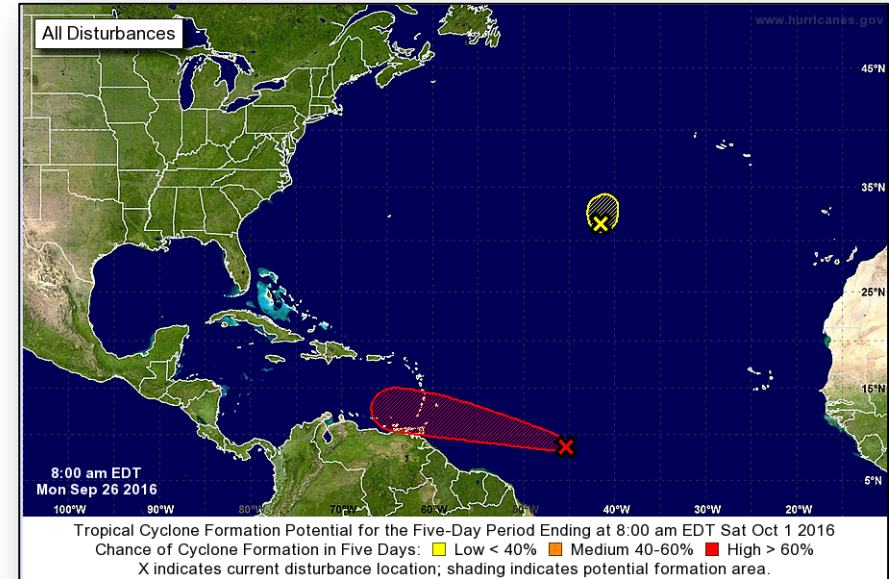 www.hurricanes.gov
All Disturbances
45°N
35°N
25°N
15°N
5°N
8:00 am EDT
Mon Sep 26 2016
100°W 90°W 80°W 70°W 60°W 50°W 40°W 30°W 20°W
Tropical Cyclone Formation Potential for the Five-Day Period Ending at 8:00 am EDT Sat Oct 1 2016
Chance of Cyclone Formation in Five Days: Low < 40% Medium 40-60% High > 60%
X indicates current disturbance location; shading indicates potential formation area.